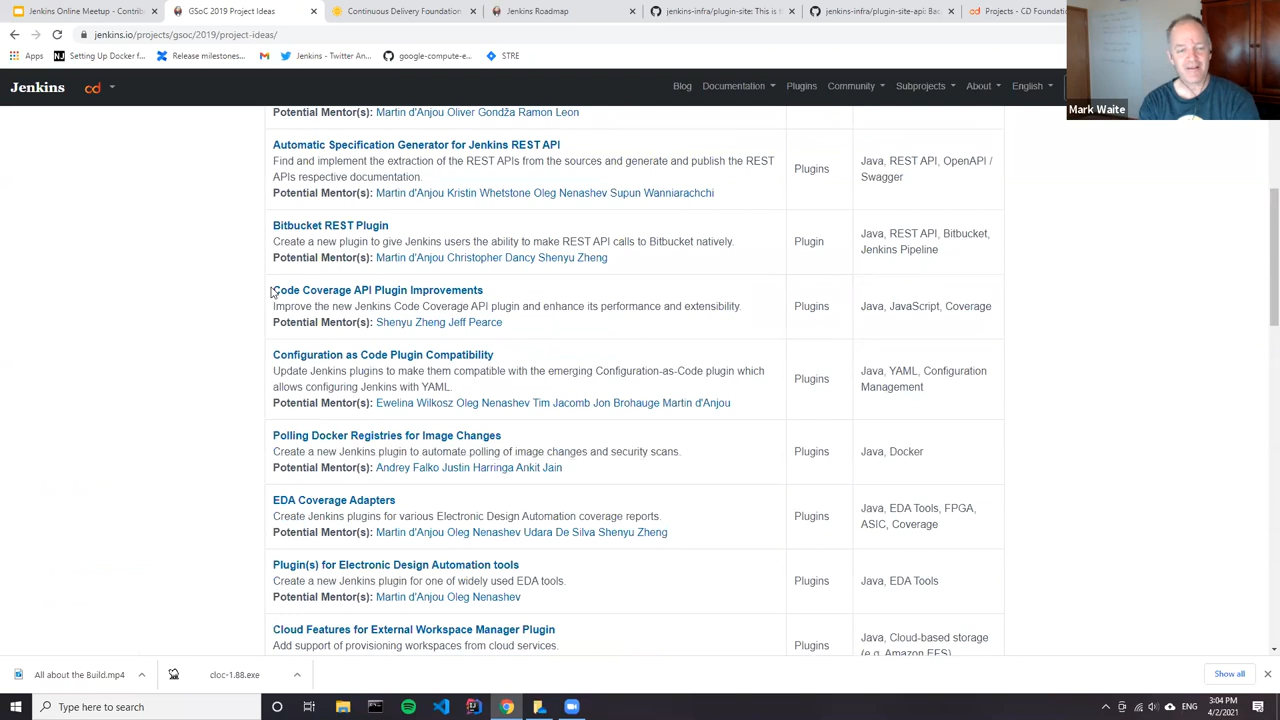 Jenkins Online Meetup - Contrib
GSoC 2019 Project Ideas
Continuous Delivery Foundation
Jenkins Roadmap
jenkins-infra/plugin-site: This is t
jenkins-infra/plugin-site-api: Bac
Projects - CD Foundation
jenkins.io/projects/gsoc/2019/project-ideas/
Apps
Setting Up Docker f...
Release milestones...
Jenkins - Twitter An...
google-compute-e...
STRE
Jenkins
cd
Blog
Documentation
Plugins
Community
Subprojects
About
English
Mark Waite
Potential Mentor(s): Martin d'Anjou Oliver Gondža Ramon Leon
Automatic Specification Generator for Jenkins REST API
Find and implement the extraction of the REST APIs from the sources and generate and publish the REST
APIs respective documentation.
Potential Mentor(s): Martin d'Anjou Kristin Whetstone Oleg Nenashev Supun Wanniarachchi
Plugins
Java, REST API, OpenAPI /
Swagger
Bitbucket REST Plugin
Create a new plugin to give Jenkins users the ability to make REST API calls to Bitbucket natively.
Potential Mentor(s): Martin d'Anjou Christopher Dancy Shenyu Zheng
Plugin
Java, REST API, Bitbucket,
Jenkins Pipeline
Code Coverage API Plugin Improvements
Improve the new Jenkins Code Coverage API plugin and enhance its performance and extensibility.
Potential Mentor(s): Shenyu Zheng Jeff Pearce
Plugins
Java, JavaScript, Coverage
Configuration as Code Plugin Compatibility
Update Jenkins plugins to make them compatible with the emerging Configuration-as-Code plugin which
allows configuring Jenkins with YAML.
Potential Mentor(s): Ewelina Wilkosz Oleg Nenashev Tim Jacomb Jon Brohauge Martin d'Anjou
Plugins
Java, YAML, Configuration
Management
Polling Docker Registries for Image Changes
Create a new Jenkins plugin to automate polling of image changes and security scans.
Potential Mentor(s): Andrey Falko Justin Harringa Ankit Jain
Plugins
Java, Docker
EDA Coverage Adapters
Create Jenkins plugins for various Electronic Design Automation coverage reports.
Potential Mentor(s): Martin d'Anjou Oleg Nenashev Udara De Silva Shenyu Zheng
Plugins
Java, EDA Tools, FPGA,
ASIC, Coverage
Plugin(s) for Electronic Design Automation tools
Create a new Jenkins plugin for one of widely used EDA tools.
Potential Mentor(s): Martin d'Anjou Oleg Nenashev
Plugins
Java, EDA Tools
Cloud Features for External Workspace Manager Plugin
Add support of provisioning workspaces from cloud services.
Plugins
Java, Cloud-based storage
(e.g. Amazon EFS)
All about the Build.mp4
cloc-1.88.exe
Show all
Type here to search
ENG
3:04 PM
4/2/2021